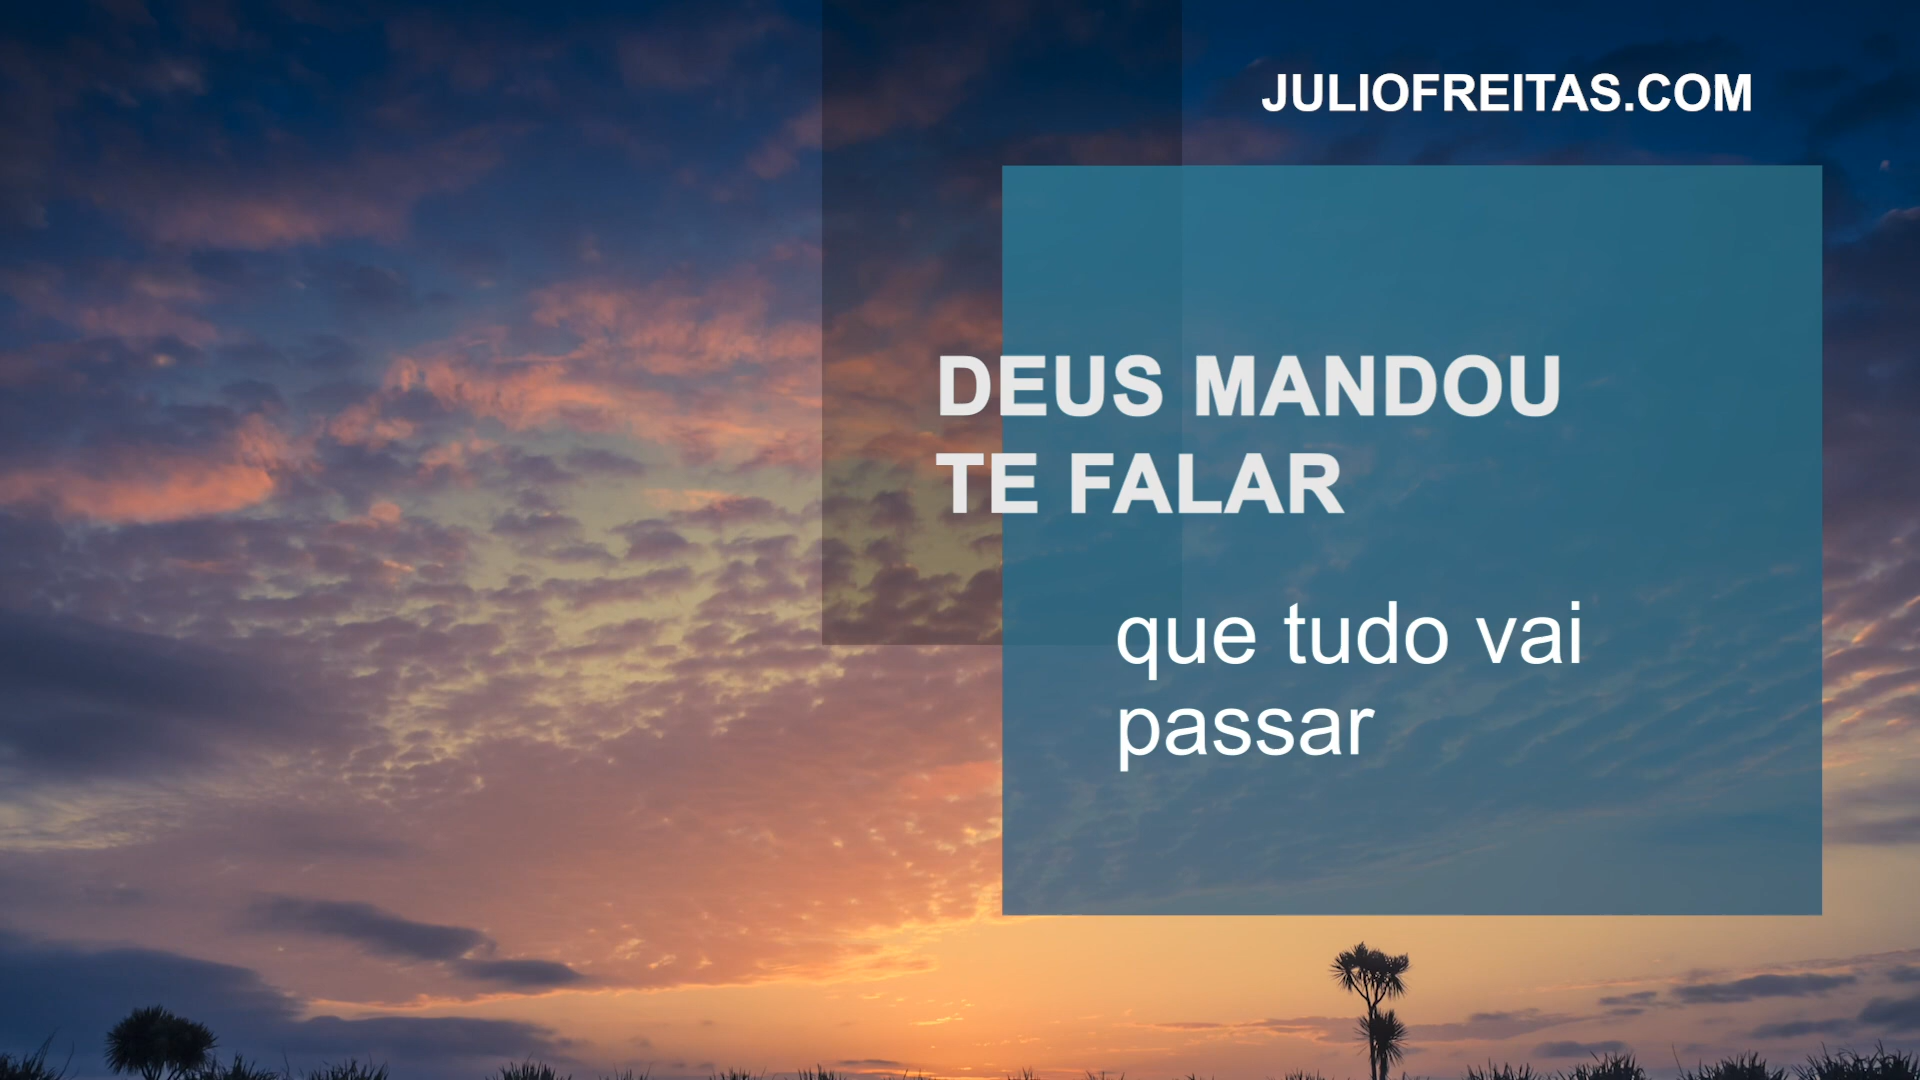 JULIOFREITAS.COM
DEUS MANDOU
TE FALAR
que tudo vai
passar